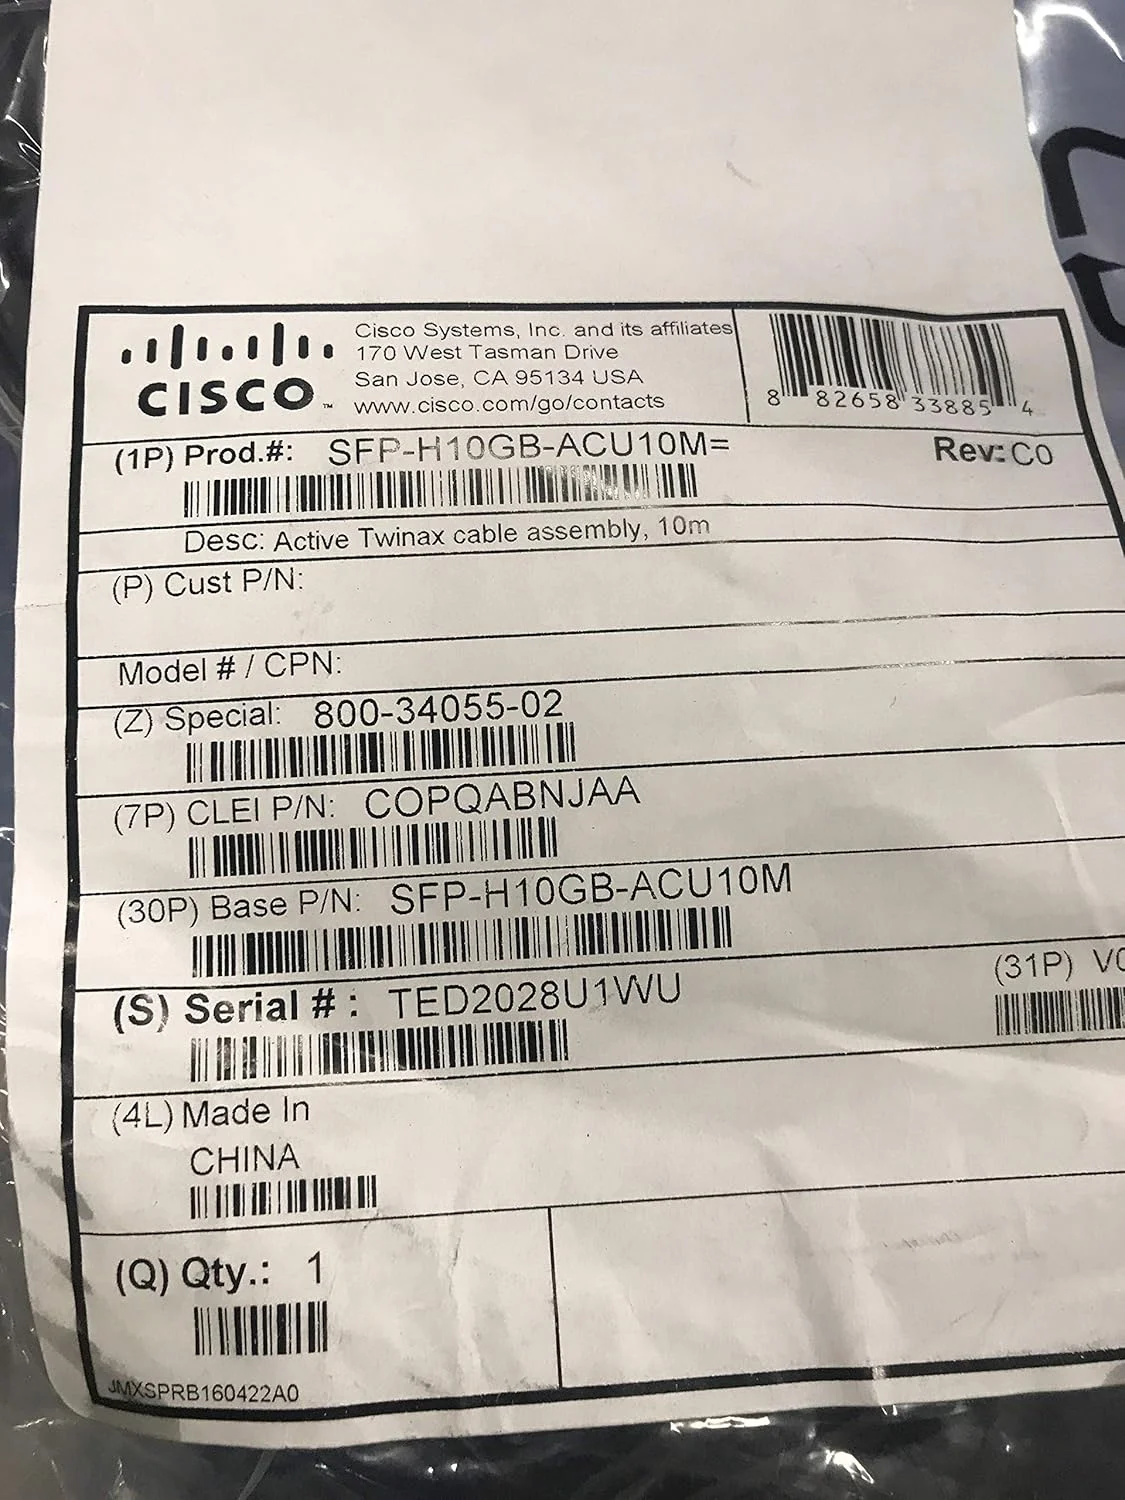 CISCO™
Cisco Systems, Inc. and its affiliates
170 West Tasman Drive
San Jose, CA 95134 USA
www.cisco.com/go/contacts
8 82658 33885 4
(1P) Prod.#: SFP-H10GB-ACU10M=
Rev: C0
Desc: Active Twinax cable assembly, 10m
(P) Cust P/N:
Model # / CPN:
(Z) Special: 800-34055-02
(7P) CLEI P/N: COPQABNJAA
(30P) Base P/N: SFP-H10GB-ACU10M
(S) Serial # : TED2028U1WU
(31P)
(4L) Made In
CHINA
(Q) Qty.: 1
JMXSPRB160422A0